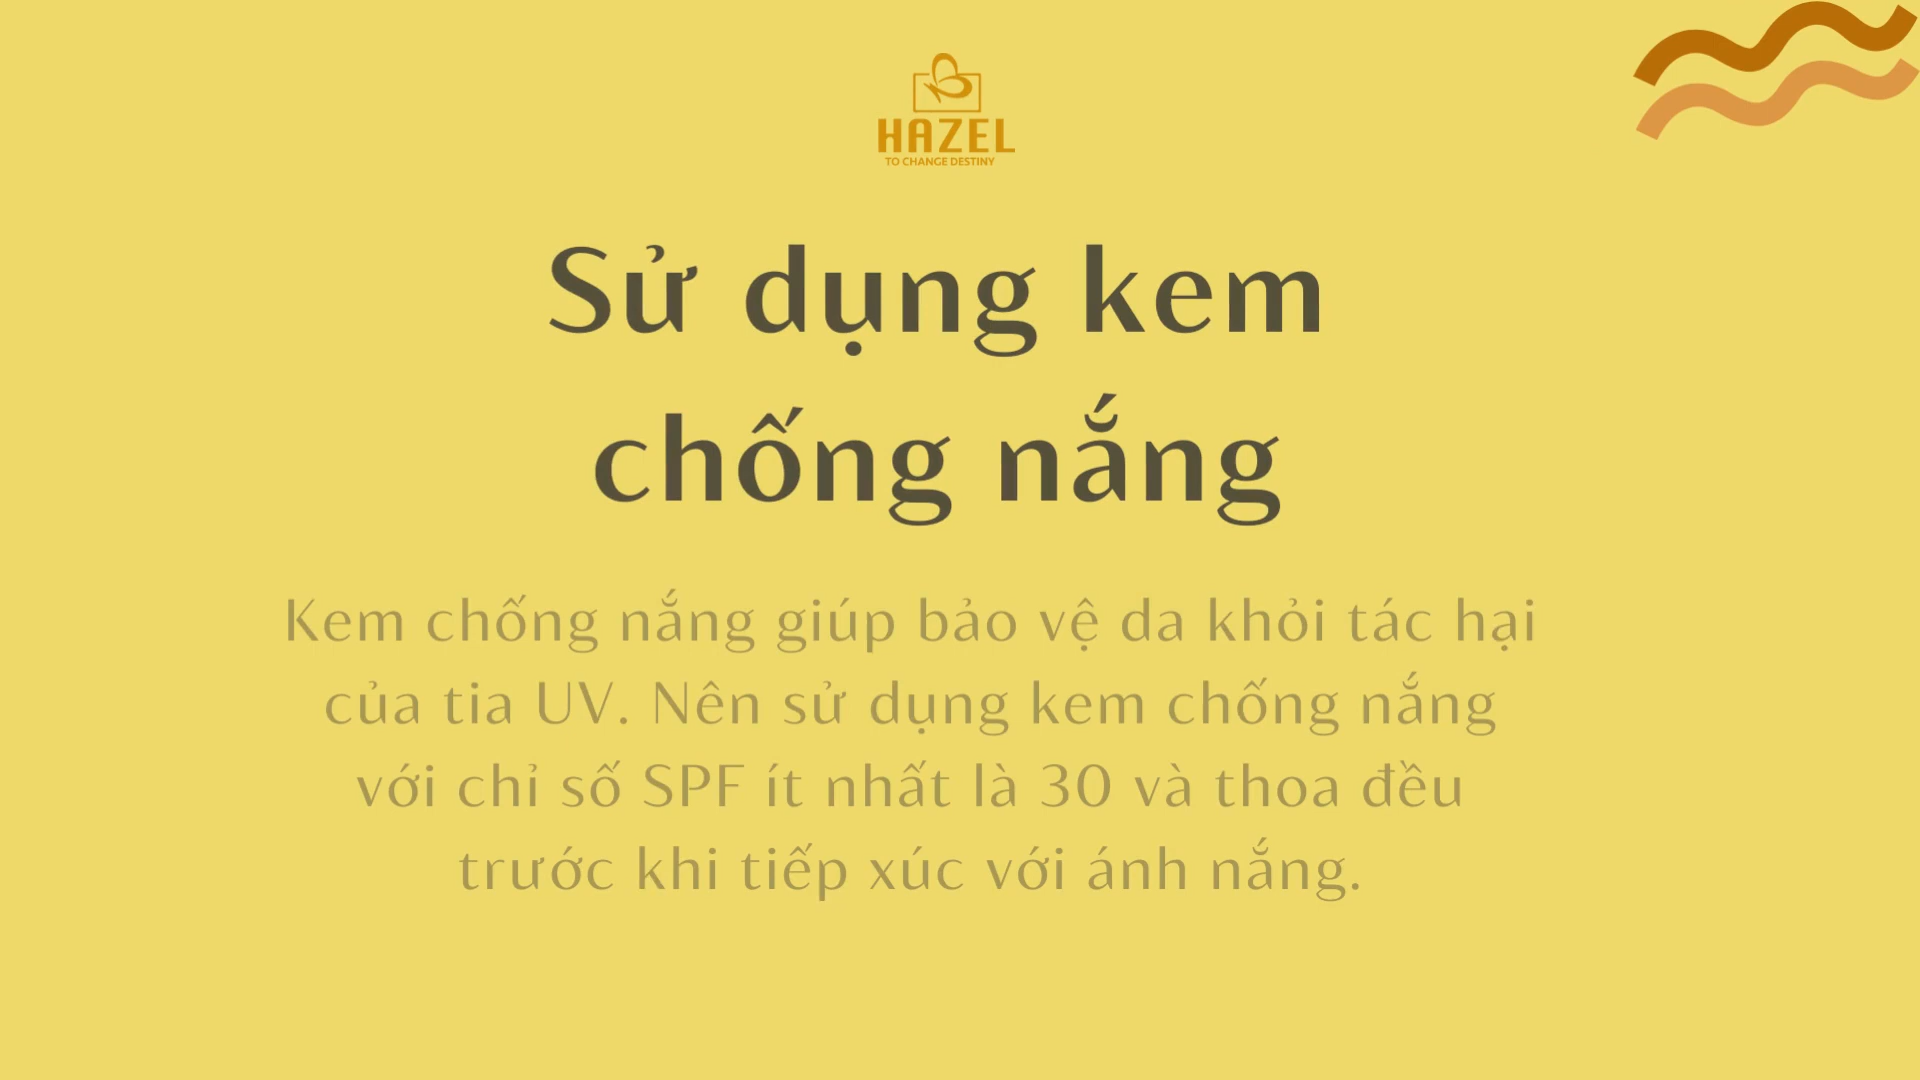 HAZEL
TO CHANGE DESTINY
Sử dụng kem
chống nắng
Kem chống nắng giúp bảo vệ da khỏi tác hại
của tia UV. Nên sử dụng kem chống nắng
với chỉ số SPF ít nhất là 30 và thoa đều
trước khi tiếp xúc với ánh nắng.